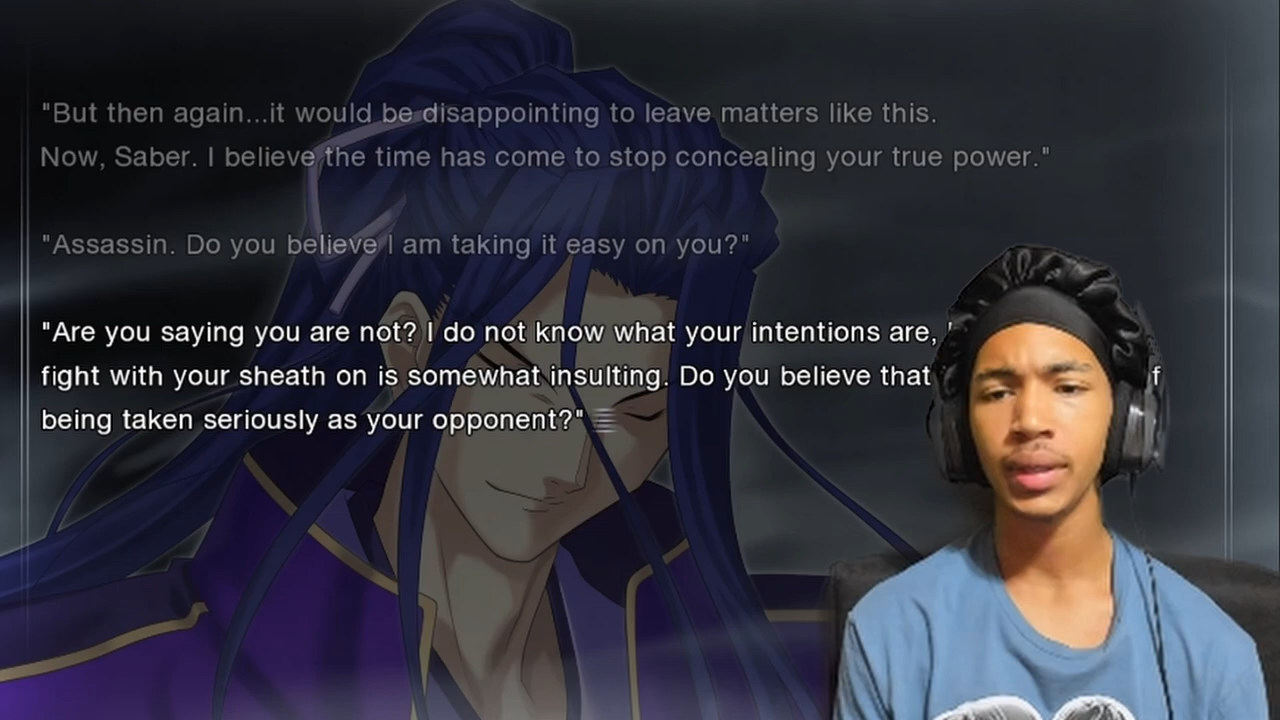 "But then again...it would be disappointing to leave matters like this.
Now, Saber. I believe the time has come to stop concealing your true power."
"Assassin. Do you believe I am taking it easy on you?"
"Are you saying you are not? I do not know what your intentions are,
fight with your sheath on is somewhat insulting. Do you believe that
being taken seriously as your opponent?"